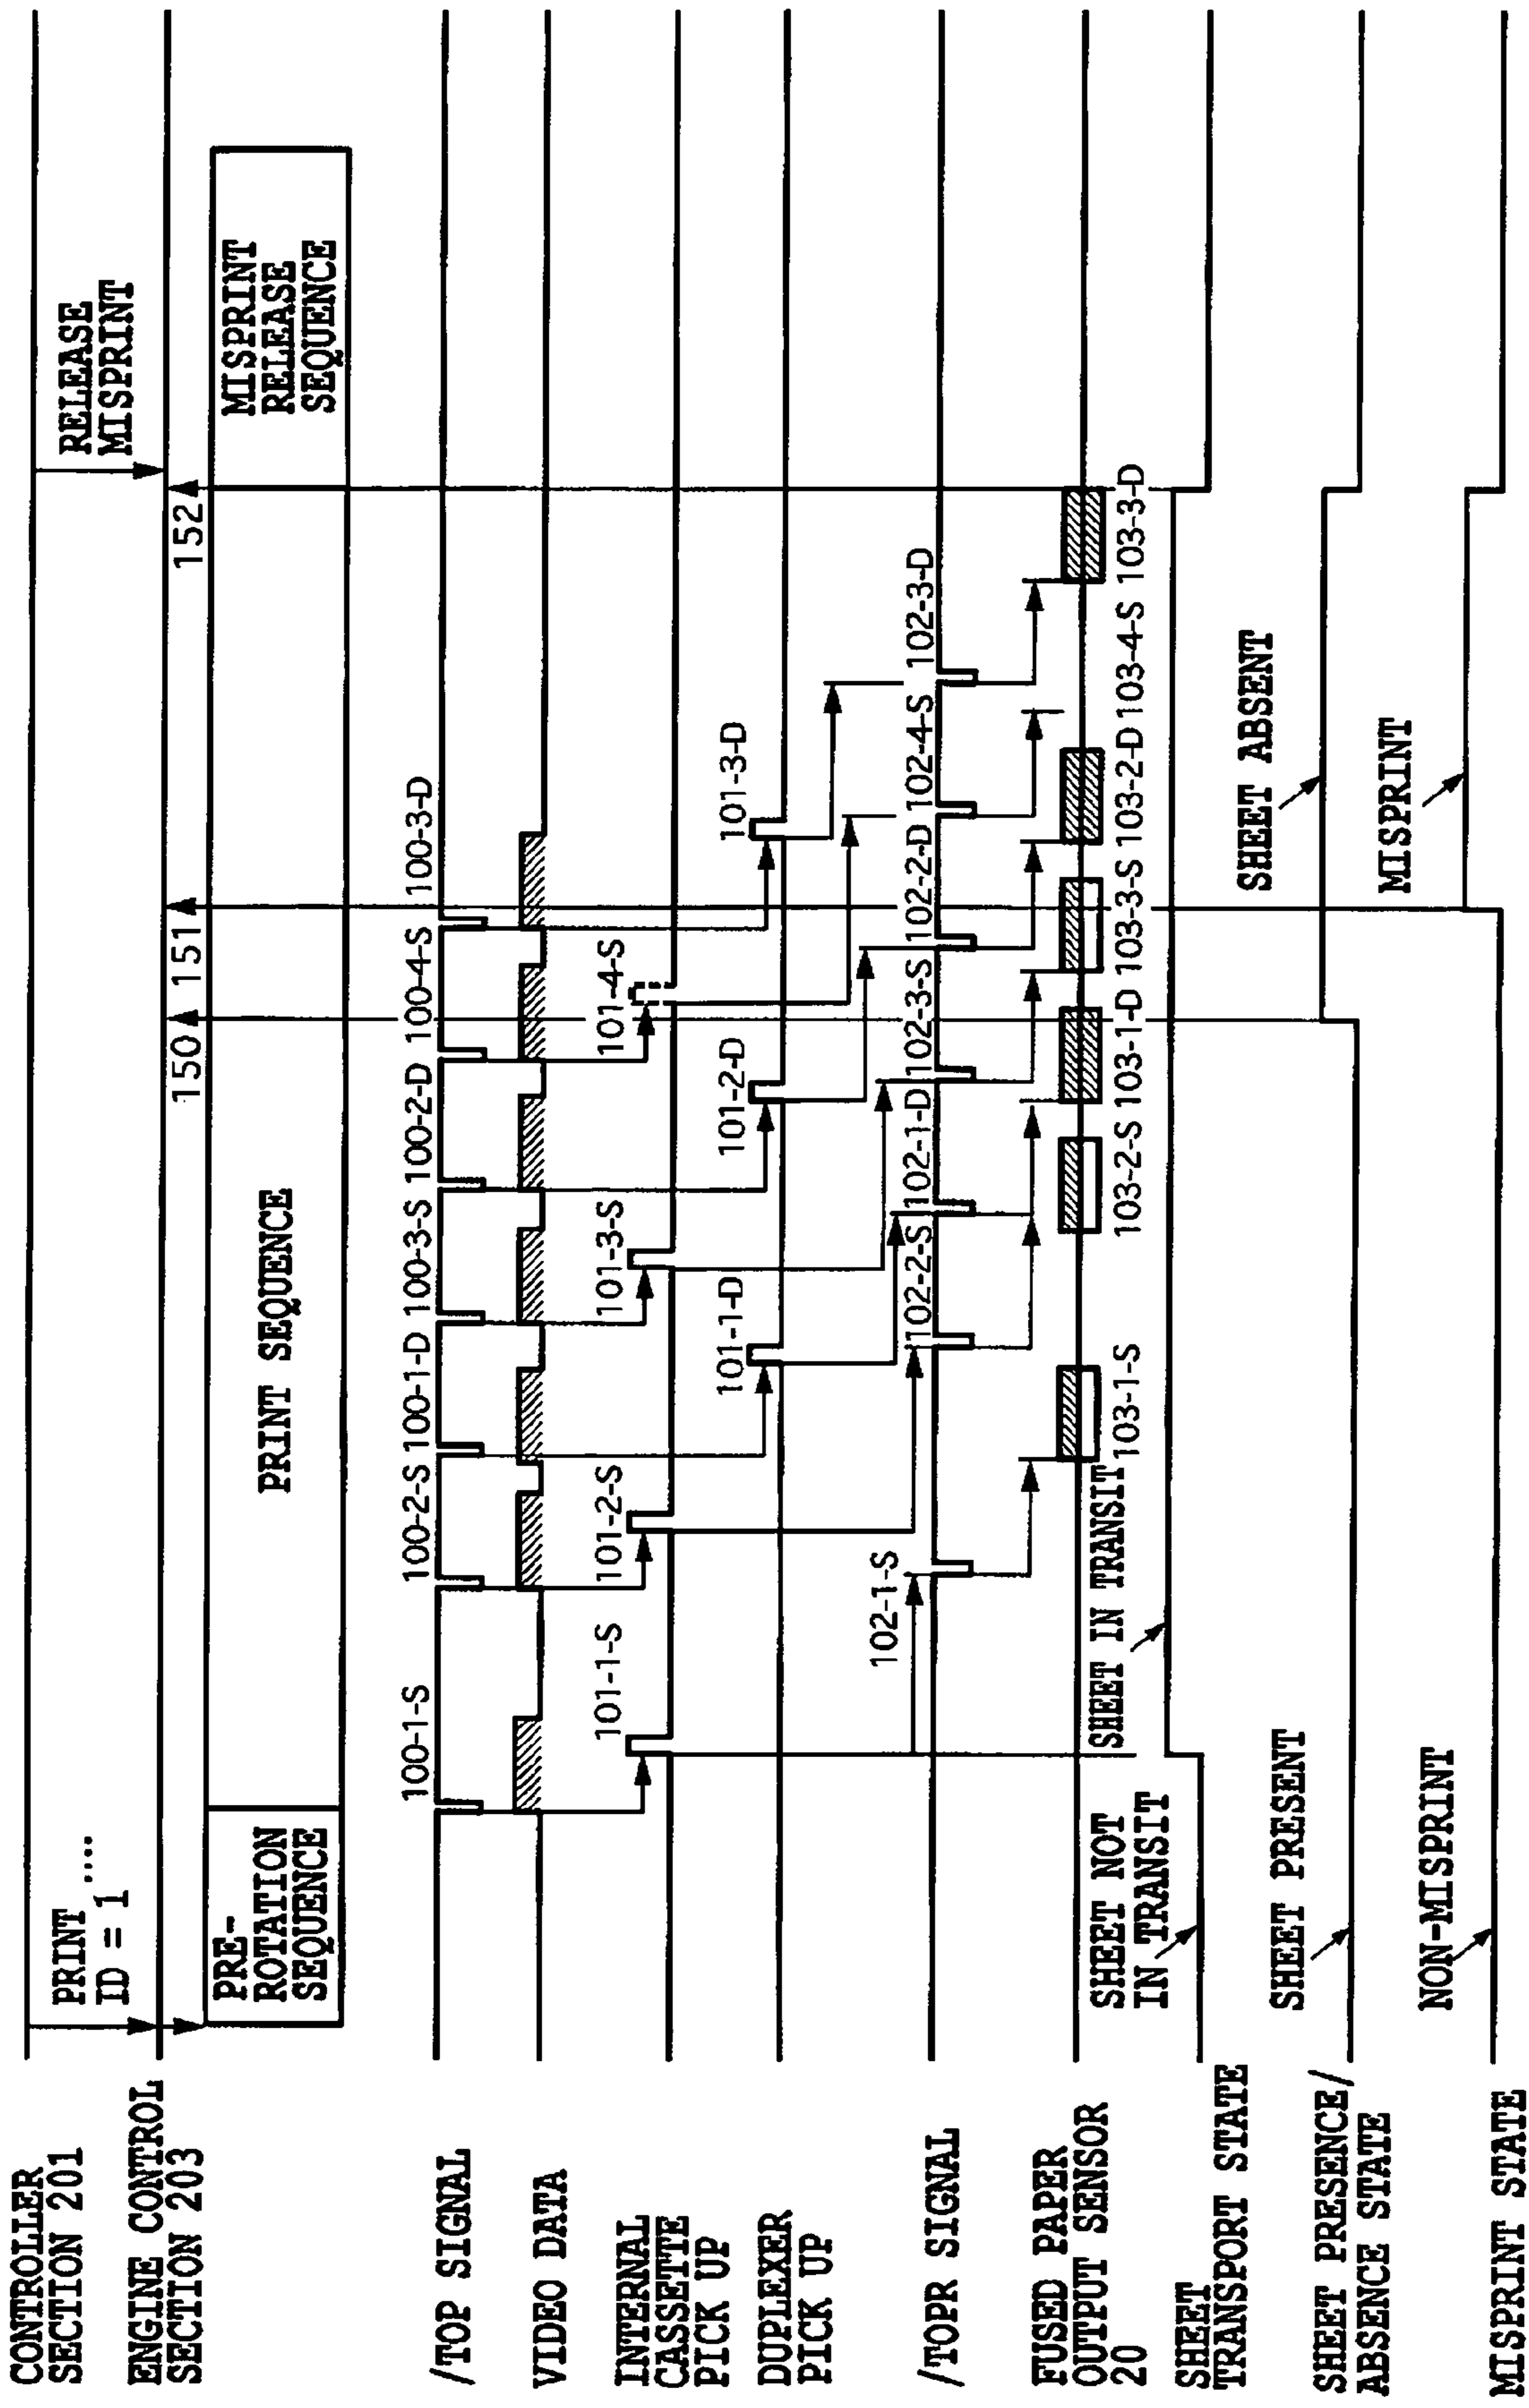 CONTROLLER
SECTION 201
PRINT ....
ID = 1
RELEASE
MISPRINT
ENGINE CONTROL
SECTION 203
150
151
152
PRE-
ROTATION
SEQUENCE
PRINT SEQUENCE
MISPRINT
RELEASE
SEQUENCE
/TOP SIGNAL
100-1-S
100-2-S
100-1-D
100-3-S
100-2-D
100-4-S
100-3-D
VIDEO DATA
INTERNAL
CASSETTE
PICK UP
101-1-S
101-2-S
101-3-S
101-4-S
DUPLEXER
PICK UP
101-1-D
101-2-D
101-3-D
/TOPR SIGNAL
102-1-S
102-2-S
102-1-D
102-3-S
102-2-D
102-4-S
102-3-D
FUSED PAPER
OUTPUT SENSOR
20
103-1-S
103-2-S
103-1-D
103-3-S
103-2-D
103-4-S
103-3-D
SHEET
TRANSPORT STATE
SHEET NOT
IN TRANSIT
SHEET IN TRANSIT
SHEET PRESENCE/
ABSENCE STATE
SHEET PRESENT
SHEET ABSENT
MISPRINT STATE
NON-MISPRINT
MISPRINT